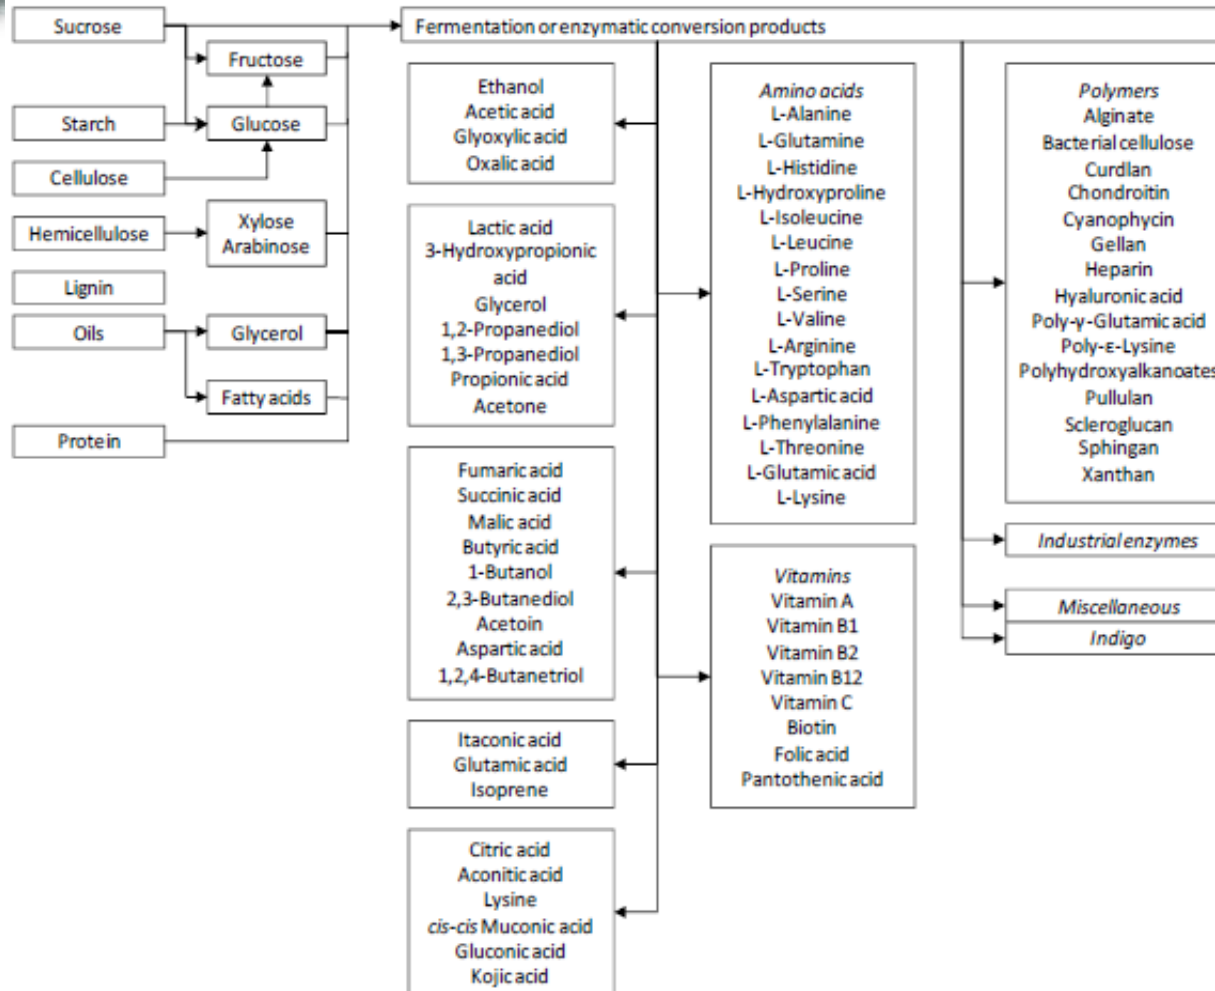 Sucrose
Fermentation or enzymatic conversion products
Fructose
Starch
Glucose
Cellulose
Hemicellulose
Xylose
Arabinose
Lignin
Oils
Glycerol
Fatty acids
Protein
Ethanol
Acetic acid
Glyoxylic acid
Oxalic acid
Lactic acid
3-Hydroxypropionic
acid
Glycerol
1,2-Propanediol
1,3-Propanediol
Propionic acid
Acetone
Fumaric acid
Succinic acid
Malic acid
Butyric acid
1-Butanol
2,3-Butanediol
Acetoin
Aspartic acid
1,2,4-Butanetriol
Itaconic acid
Glutamic acid
Isoprene
Citric acid
Aconitic acid
Lysine
cis-cis Muconic acid
Gluconic acid
Kojic acid
Amino acids
L-Alanine
L-Glutamine
L-Histidine
L-Hydroxyproline
L-Isoleucine
L-Leucine
L-Proline
L-Serine
L-Valine
L-Arginine
L-Tryptophan
L-Aspartic acid
L-Phenylalanine
L-Threonine
L-Glutamic acid
L-Lysine
Vitamins
Vitamin A
Vitamin B1
Vitamin B2
Vitamin B12
Vitamin C
Biotin
Folic acid
Pantothenic acid
Polymers
Alginate
Bacterial cellulose
Curdlan
Chondroitin
Cyanophycin
Gellan
Heparin
Hyaluronic acid
Poly-γ-Glutamic acid
Poly-ε-Lysine
Polyhydroxyalkanoates
Pullulan
Scleroglucan
Sphingan
Xanthan
Industrial enzymes
Miscellaneous
Indigo